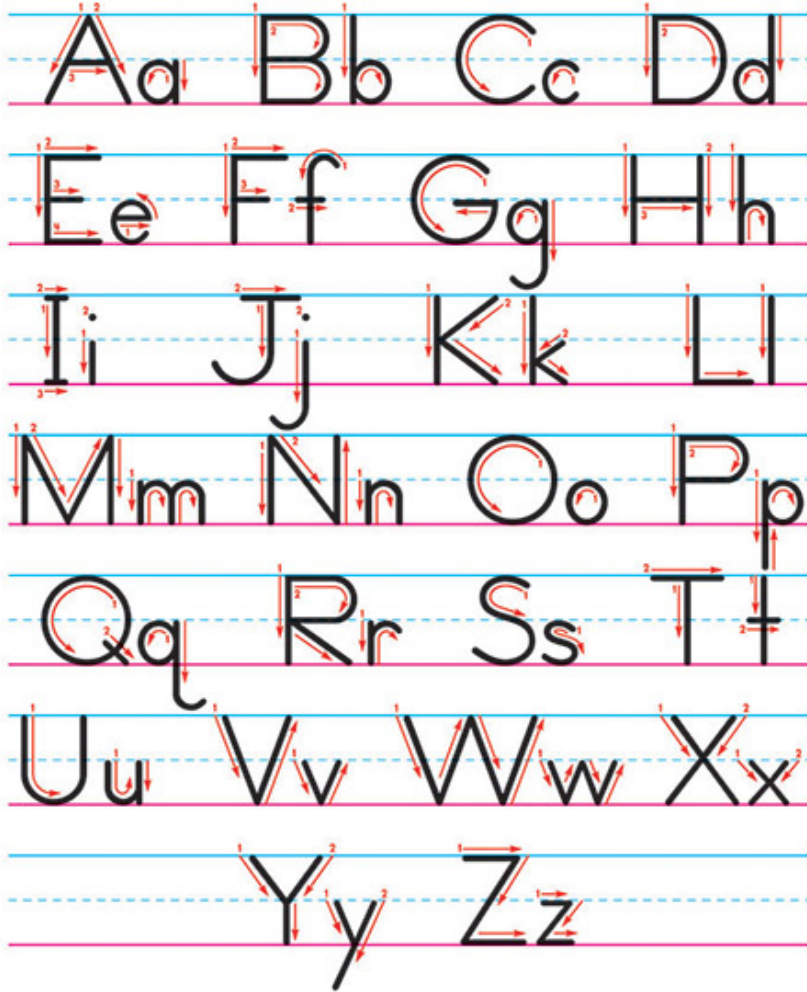 Aa Bb Cc Dd
Ee Ff Gg Hh
Ii Jj Kk Ll
Mm Nn Oo Pp
Qq Rr Ss Tt
Uu Vv Ww Xx
Yy Zz